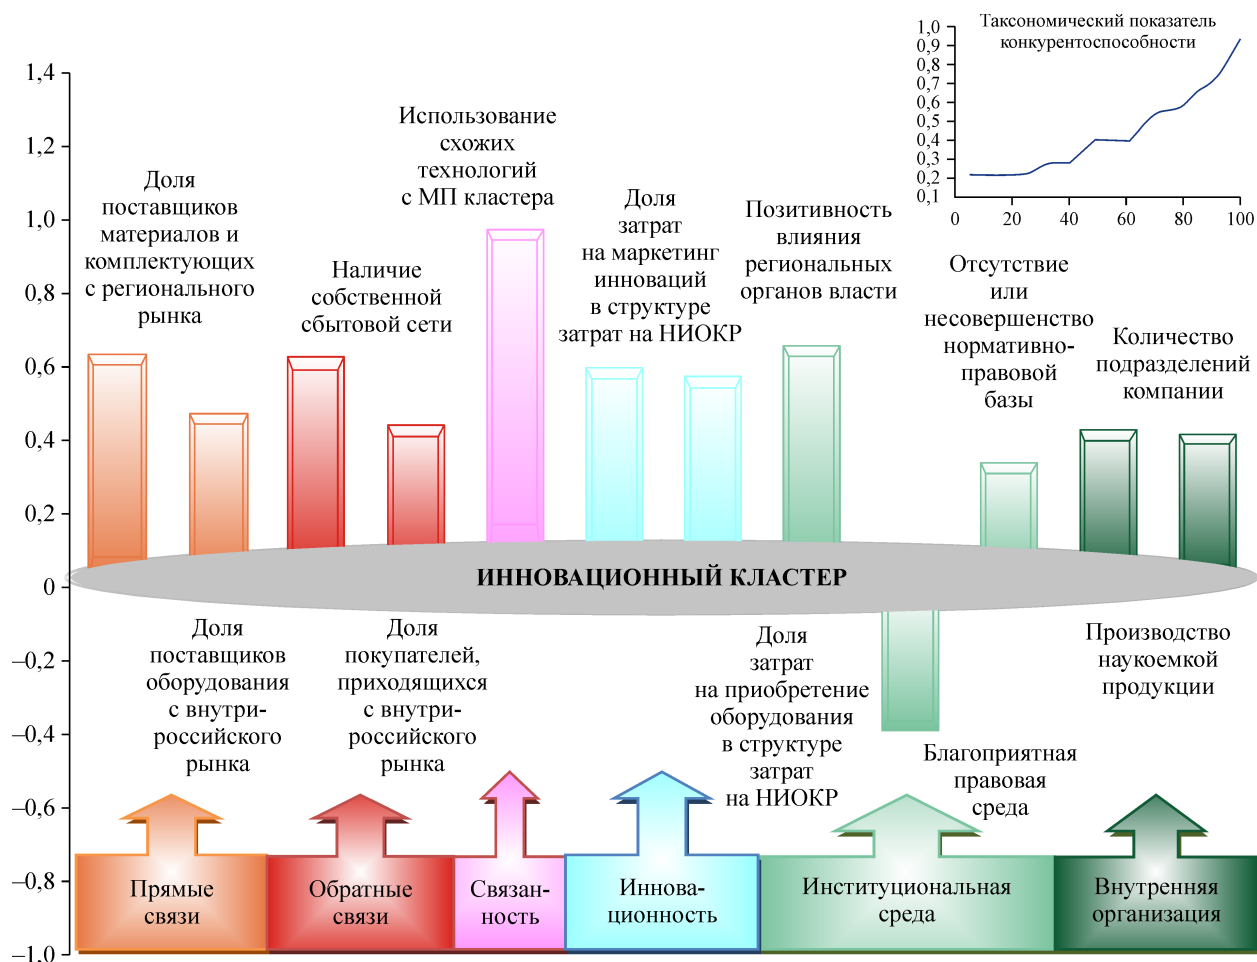 Таксономический показатель
конкурентоспособности
1,0
0,9
0,8
0,7
0,6
0,5
0,4
0,3
0,2
0,1
0
20
40
60
80
100
1,4
1,2
1,0
0,8
0,6
0,4
0,2
0
–0,2
–0,4
–0,6
–0,8
–1,0
Доля
поставщиков
материалов и
комплектующих
с регионального
рынка
Наличие
собственной
сбытовой сети
Использование
схожих
технологий
с МП кластера
Доля
затрат
на маркетинг
инноваций
в структуре
затрат на НИОКР
Позитивность
влияния
региональных
органов власти
Отсутствие
или
несовершенство
нормативно-
правовой
базы
Количество
подразделений
компании
ИННОВАЦИОННЫЙ КЛАСТЕР
Доля
поставщиков
оборудования
с внутри-
российского
рынка
Доля
покупателей,
приходящихся
с внутри-
российского
рынка
Доля
затрат
на приобретение
оборудования
в структуре
затрат
на НИОКР
Благоприятная
правовая
среда
Производство
наукоемкой
продукции
Прямые
связи
Обратные
связи
Связан-
ность
Иннова-
ционность
Институциональная
среда
Внутренняя
организация